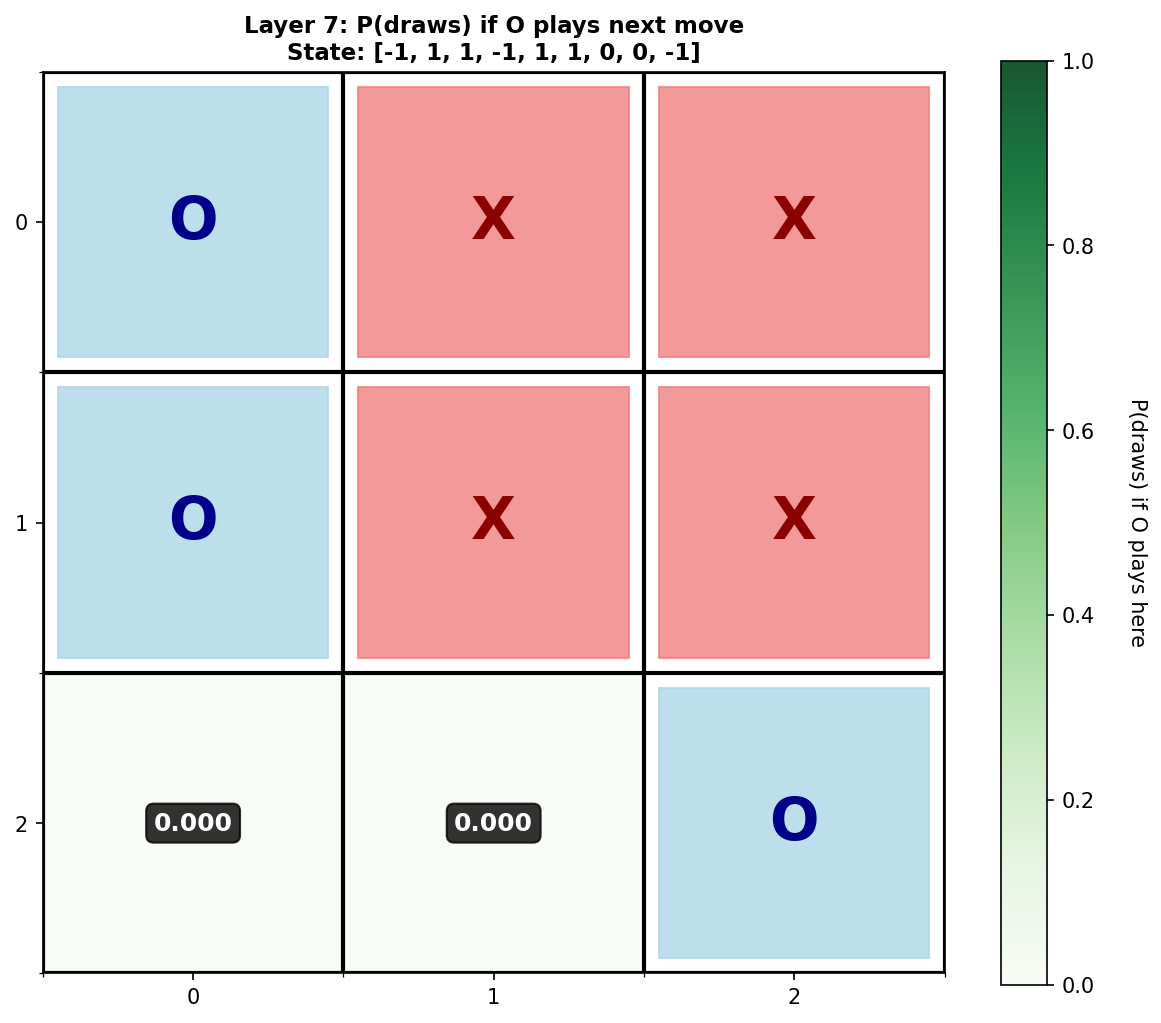 Layer 7: P(draws) if O plays next move
State: [-1, 1, 1, -1, 1, 1, 0, 0, -1]
O X X
O X X
0.000 0.000 O
0
1
2
0 1 2
1.0
0.8
0.6
0.4
0.2
0.0
P(draws) if O plays here